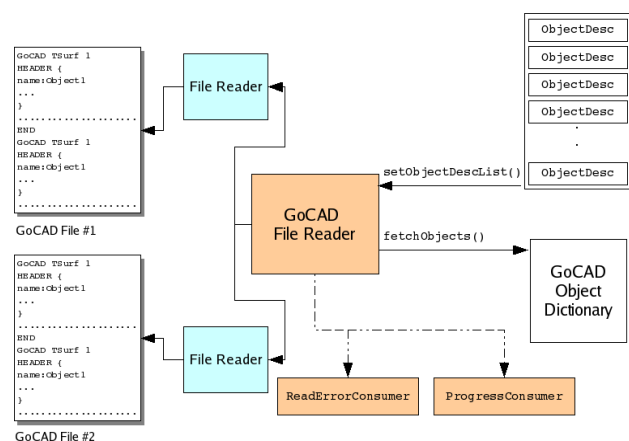 GoCAD TSurf 1
HEADER {
name:Object1
...
}
.....................
END
GoCAD TSurf 1
HEADER {
name:Object1
...
}
.....................
GoCAD File #1
File Reader
ObjectDesc
ObjectDesc
ObjectDesc
ObjectDesc
.
.
ObjectDesc
setObjectDescList()
GoCAD
File Reader
fetchObjects()
GoCAD
Object
Dictionary
GoCAD TSurf 1
HEADER {
name:Object1
...
}
.....................
END
GoCAD TSurf 1
HEADER {
name:Object1
...
}
.....................
GoCAD File #2
File Reader
ReadErrorConsumer
ProgressConsumer